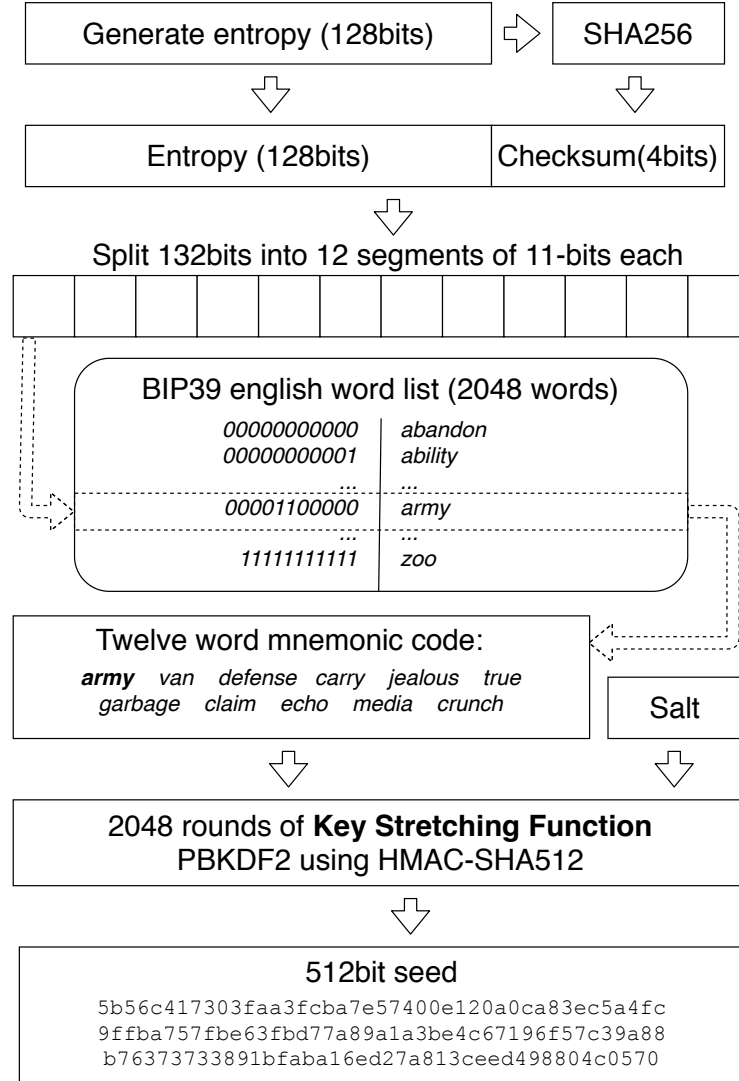 Generate entropy (128bits)
SHA256
Entropy (128bits)
Checksum(4bits)
Split 132bits into 12 segments of 11-bits each
BIP39 english word list (2048 words)
00000000000 abandon
00000000001 ability
... ...
00001100000 army
... ...
11111111111 zoo
Twelve word mnemonic code:
army van defense carry jealous true
garbage claim echo media crunch
Salt
2048 rounds of Key Stretching Function
PBKDF2 using HMAC-SHA512
512bit seed
5b56c417303faa3fcba7e57400e120a0ca83ec5a4fc
9ffba757fbe63fbd77a89a1a3be4c67196f57c39a88
b76373733891bfaba16ed27a813ceed498804c0570